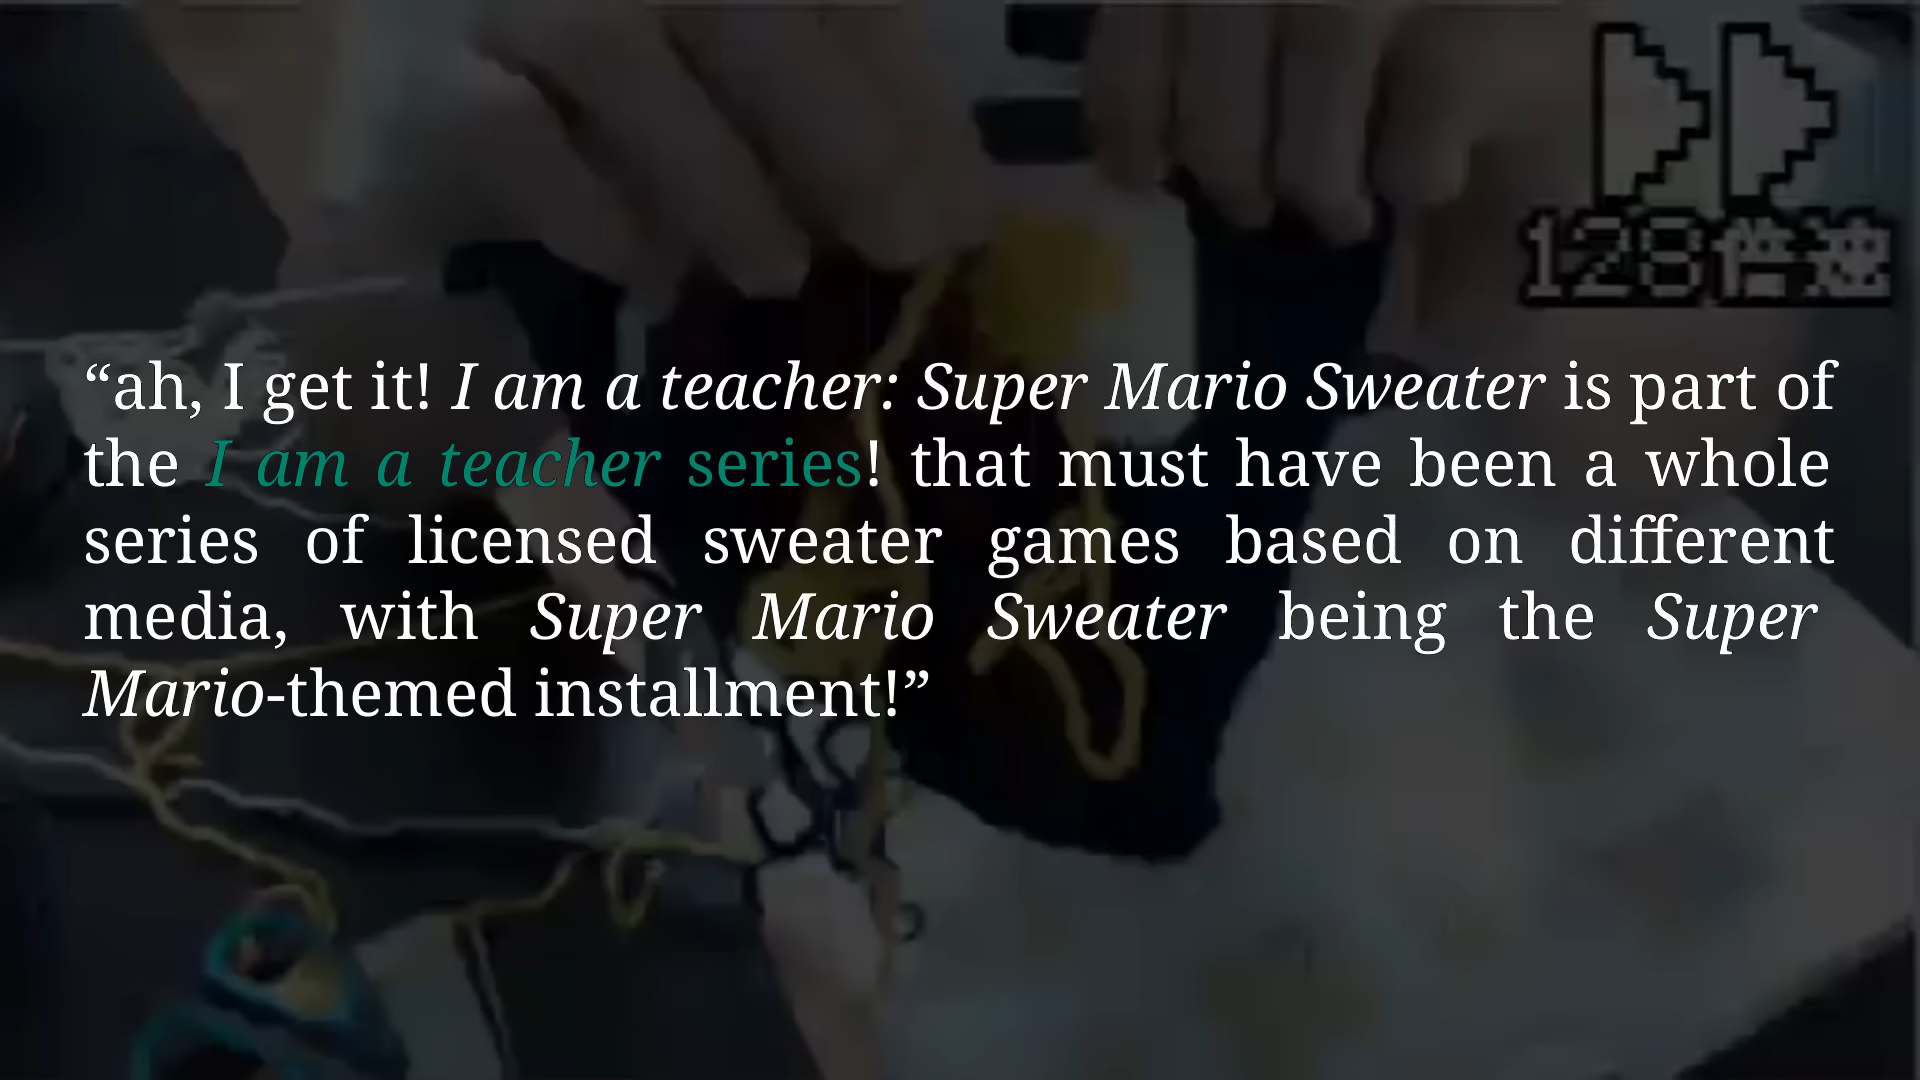 128倍速
“ah, I get it! I am a teacher: Super Mario Sweater is part of
the I am a teacher series! that must have been a whole
series of licensed sweater games based on different
media, with Super Mario Sweater being the Super
Mario-themed installment!”